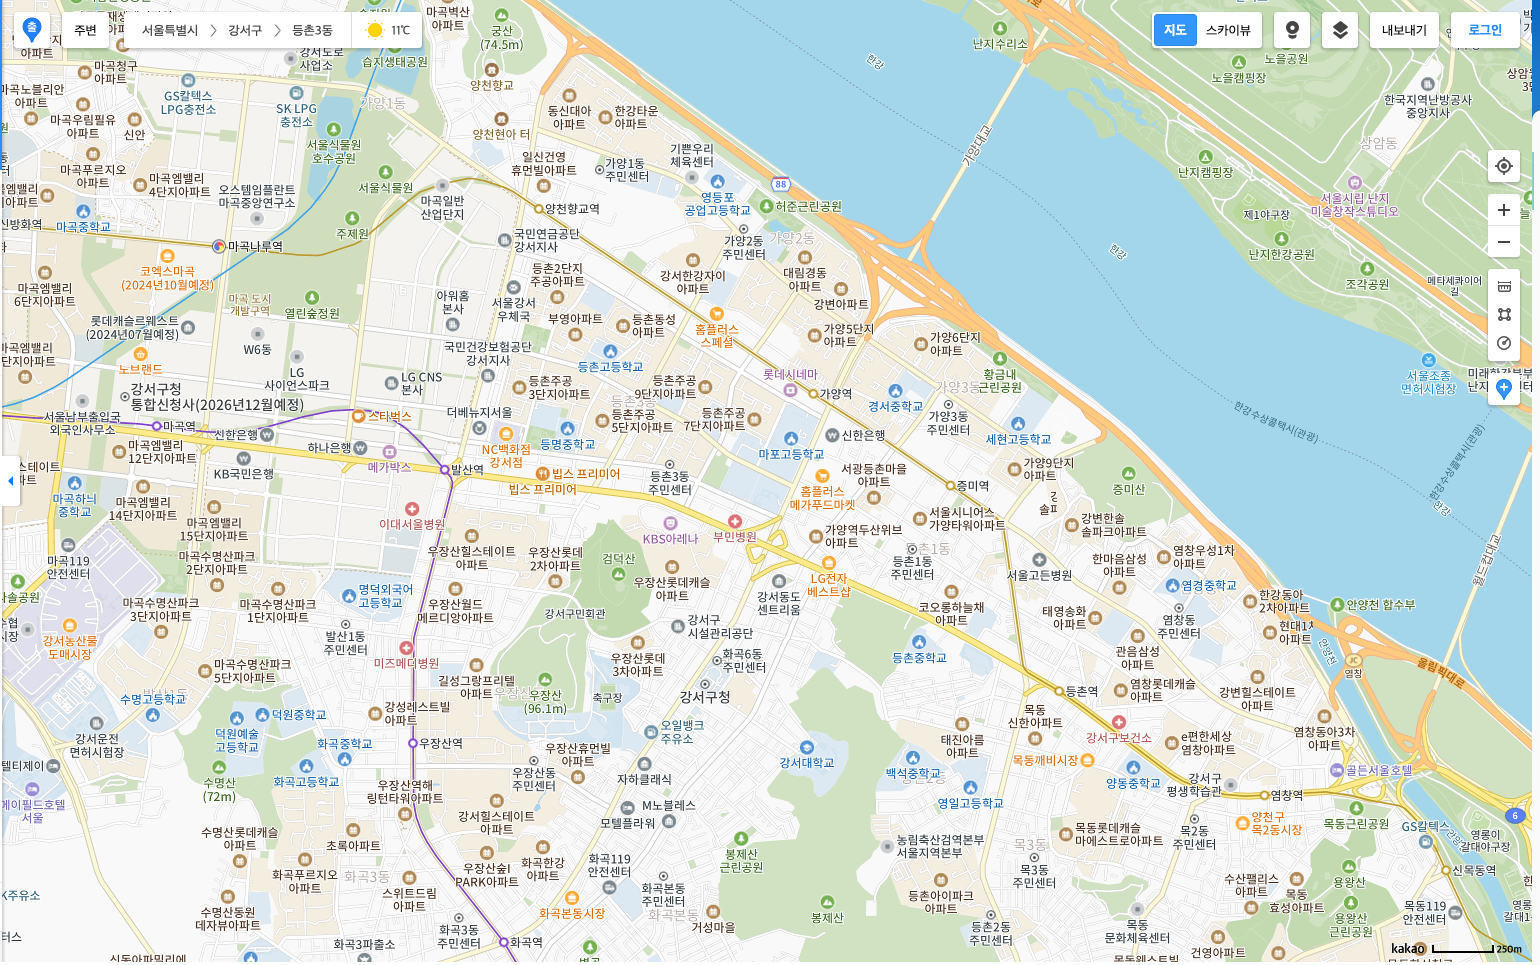 출
주변
서울특별시
강서구
등촌3동
11℃
지도
스카이뷰
내보내기
로그인
궁산
(74.5m)
양천향교
난지수리소
노을캠핑장
노을공원
한국지역난방공사
중앙지사
상암동
강서도로
사업소
습지생태공원
마곡청구
아파트
마곡노블리안
아파트
마곡우림필유
아파트
신안
GS칼텍스
LPG충전소
SK LPG
충전소
가양1동
서울식물원
호수공원
양천현아 터
동신대아
아파트
한강타운
아파트
한강
가양대교
난지캠핑장
서울시립 난지
미술창작스튜디오
마곡푸르지오
아파트
마곡엠밸리
4단지아파트
마곡중학교
오스템임플란트
마곡중앙연구소
서울식물원
마곡일반
산업단지
일신건영
휴먼빌아파트
가양1동
주민센터
기쁜우리
체육센터
88
영등포
공업고등학교
허준근린공원
제1야구장
난지한강공원
조각공원
메타세콰이어
길
신방화역
마곡나루역
주제원
양천향교역
국민연금공단
강서지사
가양2동
주민센터
가양2동
코엑스마곡
(2024년10월예정)
마곡엠밸리
6단지아파트
마곡 도시
개발구역
열린숲정원
등촌2단지
주공아파트
강서한강자이
아파트
대림경동
아파트
강변아파트
한강
롯데캐슬르웨스트
(2024년07월예정)
W6동
아워홈
본사
서울강서
우체국
부영아파트
등촌동성
아파트
홈플러스
스페셜
가양5단지
아파트
가양6단지
아파트
노브랜드
LG
사이언스파크
국민건강보험공단
강서지사
등촌고등학교
황금내
근린공원
서울조종
면허시험장
강서구청
통합신청사(2026년12월예정)
LG CNS
본사
등촌주공
3단지아파트
등촌주공
9단지아파트
롯데시네마
가양역
경서중학교
가양3동
가양3동
주민센터
서울남부출입국
외국인사무소
마곡역
신한은행
스타벅스
더베뉴지서울
등촌3동
등촌주공
5단지아파트
등촌주공
7단지아파트
신한은행
세현고등학교
한강수상콜택시(관광)
마곡엠밸리
12단지아파트
하나은행
NC백화점
강서점
등명중학교
마포고등학교
KB국민은행
메가박스
발산역
빕스 프리미어
빕스 프리미어
등촌3동
주민센터
서광등촌마을
아파트
홈플러스
메가푸드마켓
증미역
가양9단지
아파트
증미산
한강수상콜택시(관광)
한강
마곡하늬
중학교
마곡엠밸리
14단지아파트
마곡엠밸리
15단지아파트
이대서울병원
KBS아레나
부민병원
가양역두산위브
아파트
서울시니어스
가양타워아파트
강변한솔
솔파크아파트
마곡119
안전센터
마곡수명산파크
2단지아파트
우장산힐스테이트
아파트
우장산롯데
2차아파트
검덕산
우장산롯데캐슬
아파트
등촌1동
등촌1동
주민센터
서울고든병원
한마음삼성
아파트
염창우성1차
아파트
월드컵대교
마곡수명산파크
3단지아파트
마곡수명산파크
1단지아파트
명덕외국어
고등학교
우장산월드
메르디앙아파트
강서구민회관
강서동도
센트리움
LG전자
베스트샵
코오롱하늘채
아파트
염경중학교
한강동아
2차아파트
안양천 합수부
강서농산물
도매시장
발산1동
주민센터
미즈메디병원
강서구
시설관리공단
태영송화
아파트
염창동
주민센터
안양천
JC
염창
올림픽대로
마곡수명산파크
5단지아파트
길성그랑프리텔
아파트
우장산롯데
3차아파트
화곡6동
주민센터
등촌중학교
관음삼성
아파트
수명고등학교
우장산
(96.1m)
축구장
강서구청
등촌역
염창롯데캐슬
아파트
강변힐스테이트
아파트
강서운전
면허시험장
덕원중학교
덕원예술
고등학교
강성레스트빌
아파트
오일뱅크
주유소
목동
신한아파트
강서구보건소
화곡중학교
우장산역
우장산휴먼빌
아파트
강서대학교
태진아름
아파트
e편한세상
염창아파트
염창동아3차
아파트
수명산
(72m)
화곡고등학교
우장산동
주민센터
자하클래식
백석중학교
목동깨비시장
양동중학교
골든서울호텔
메이필드호텔
서울
우장산역해
링턴타워아파트
영일고등학교
강서구
평생학습관
염창역
6
수명산롯데캐슬
아파트
강서힐스테이트
아파트
M노블레스
모텔플라워
목2동
주민센터
양천구
목2동시장
목동근린공원
GS칼텍스
안양천
초록아파트
화곡한강
아파트
화곡119
안전센터
봉제산
근린공원
농림축산검역본부
서울지역본부
목동롯데캐슬
마에스트로아파트
영롱이
갈대야구장
화곡푸르지오
아파트
화곡3동
우장산숲I
PARK아파트
목3동
목3동
주민센터
용왕산
신목동역
수명산동원
데자뷰아파트
스위트드림
아파트
화곡본동시장
화곡본동
주민센터
화곡본동
거성마을
봉제산
등촌아이파크
아파트
수산팰리스
아파트
목동
효성아파트
용왕산
근린공원
목동119
안전센터
화곡3동
주민센터
화곡3파출소
화곡역
등촌2동
주민센터
목동
문화체육센터
건영아파트
kakao
250m